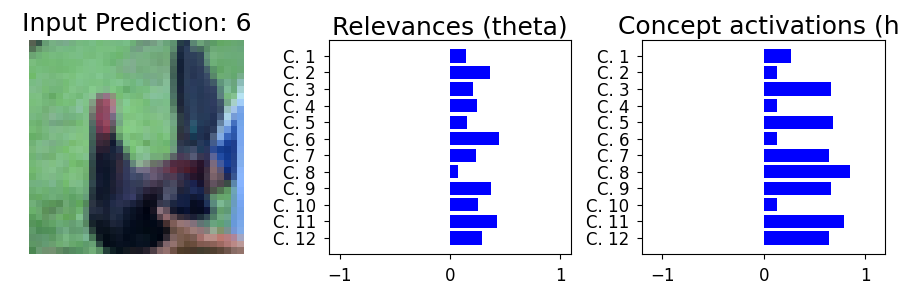 Input Prediction: 6
Relevances (theta)
C. 1
C. 2
C. 3
C. 4
C. 5
C. 6
C. 7
C. 8
C. 9
C. 10
C. 11
C. 12
−1 0 1
Concept activations (h
C. 1
C. 2
C. 3
C. 4
C. 5
C. 6
C. 7
C. 8
C. 9
C. 10
C. 11
C. 12
−1 0 1